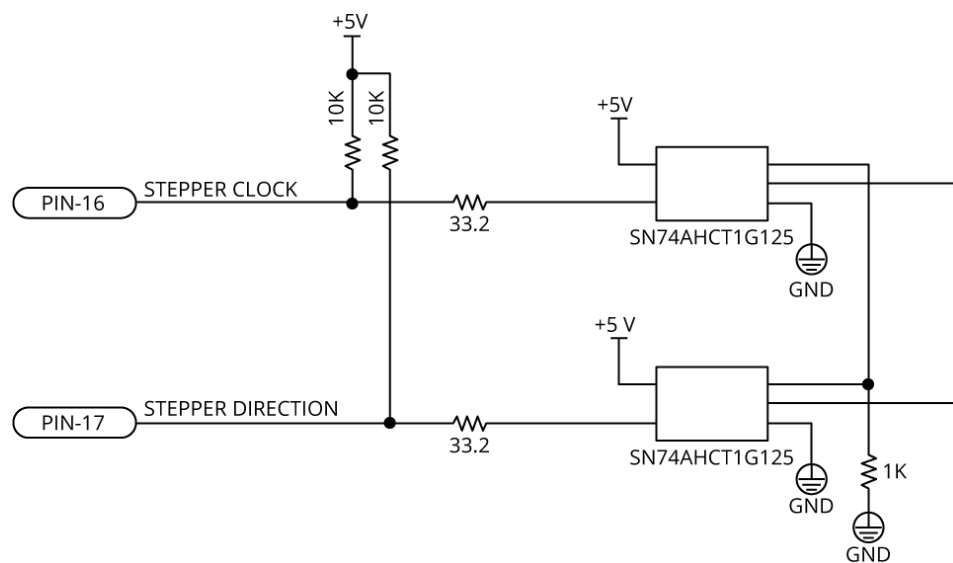 +5V
10K
10K
+5V
PIN-16
STEPPER CLOCK
33.2
SN74AHCT1G125
GND
+5 V
PIN-17
STEPPER DIRECTION
33.2
SN74AHCT1G125
1K
GND
GND